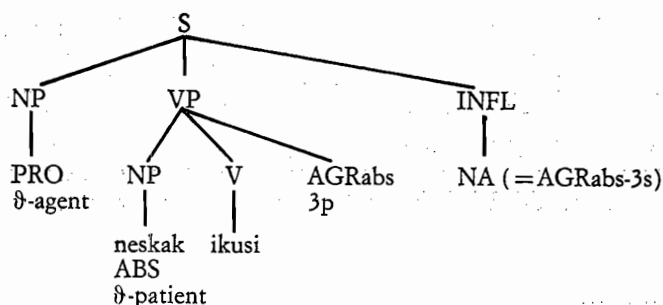 S
NP VP INFL
PRO NP V AGRabs NA (=AGRabs-3s)
ϑ-agent 3p
neskak ikusi
ABS
ϑ-patient